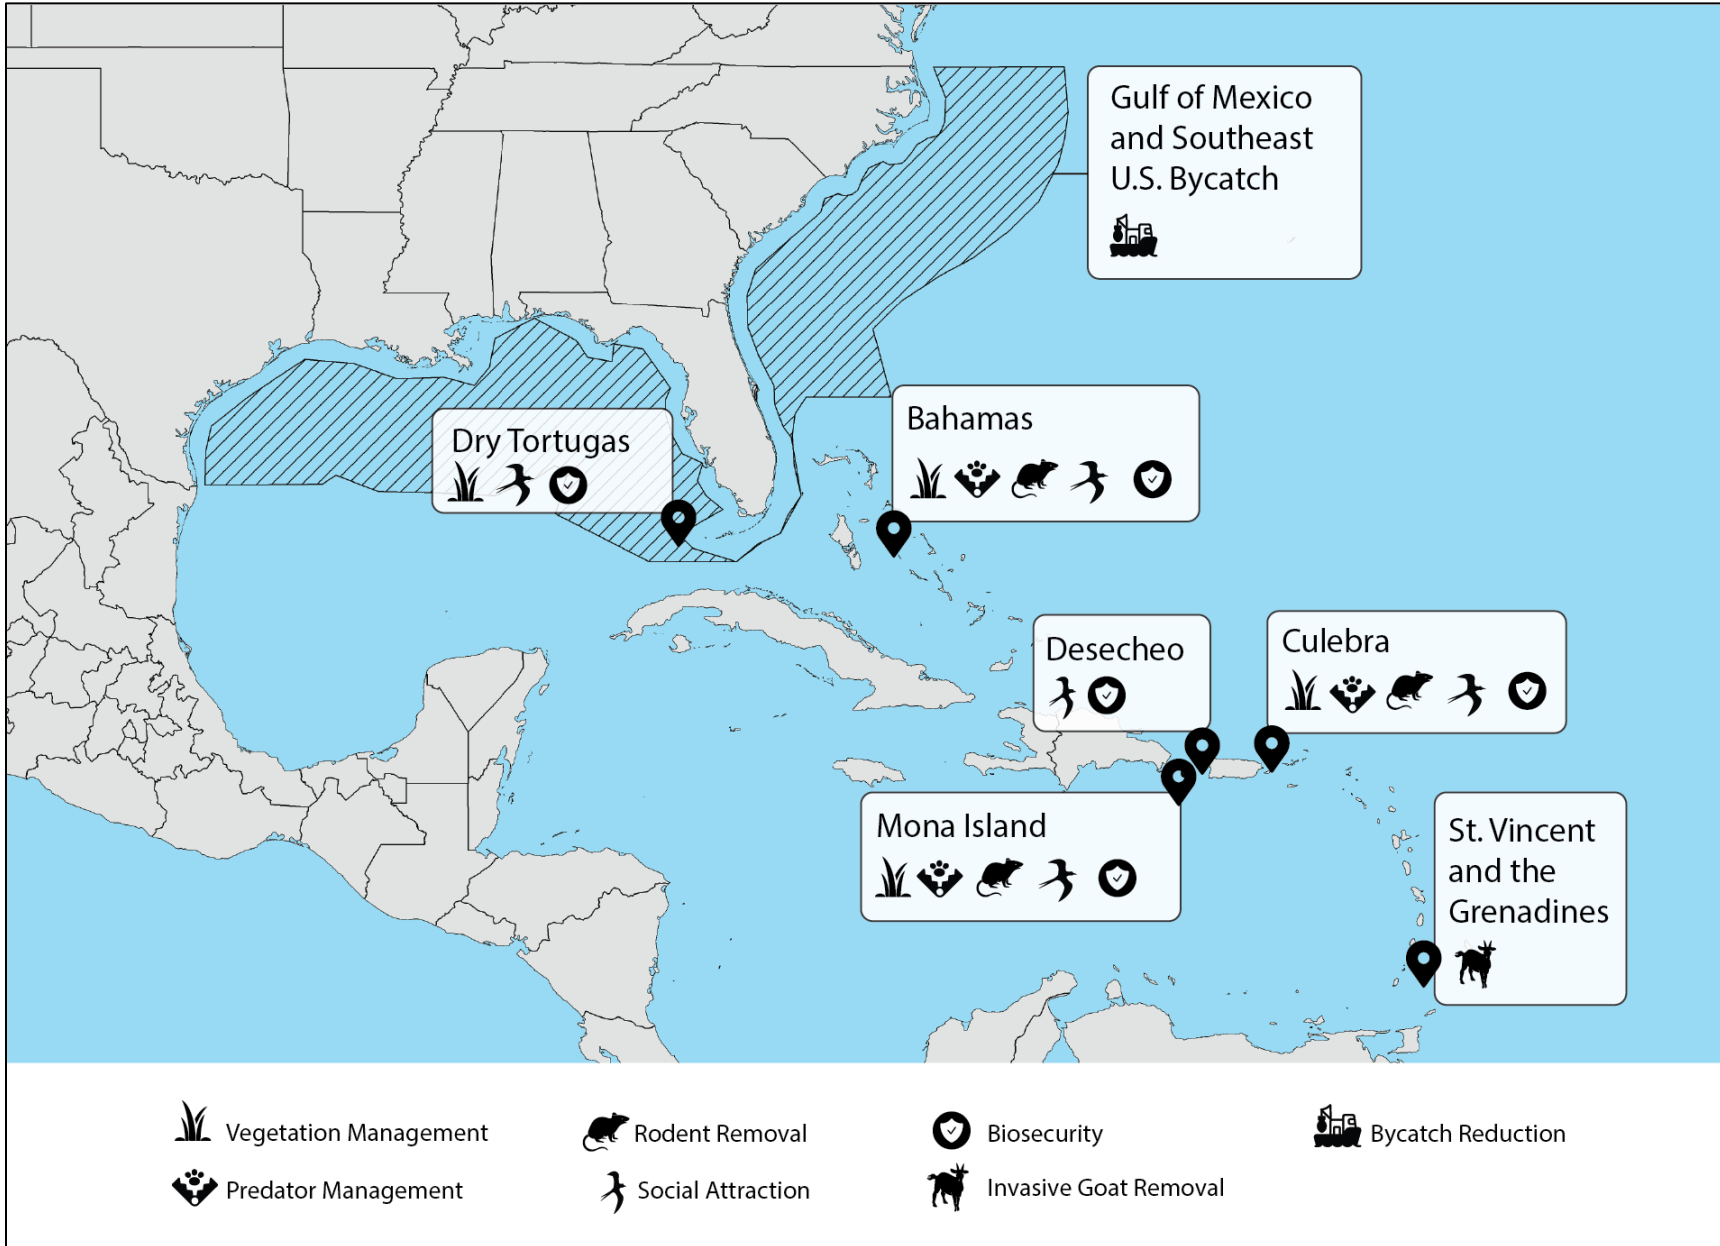 Gulf of Mexico
and Southeast
U.S. Bycatch
Bahamas
Dry Tortugas
Desecheo
Culebra
Mona Island
St. Vincent
and the
Grenadines
Vegetation Management
Rodent Removal
Biosecurity
Bycatch Reduction
Predator Management
Social Attraction
Invasive Goat Removal